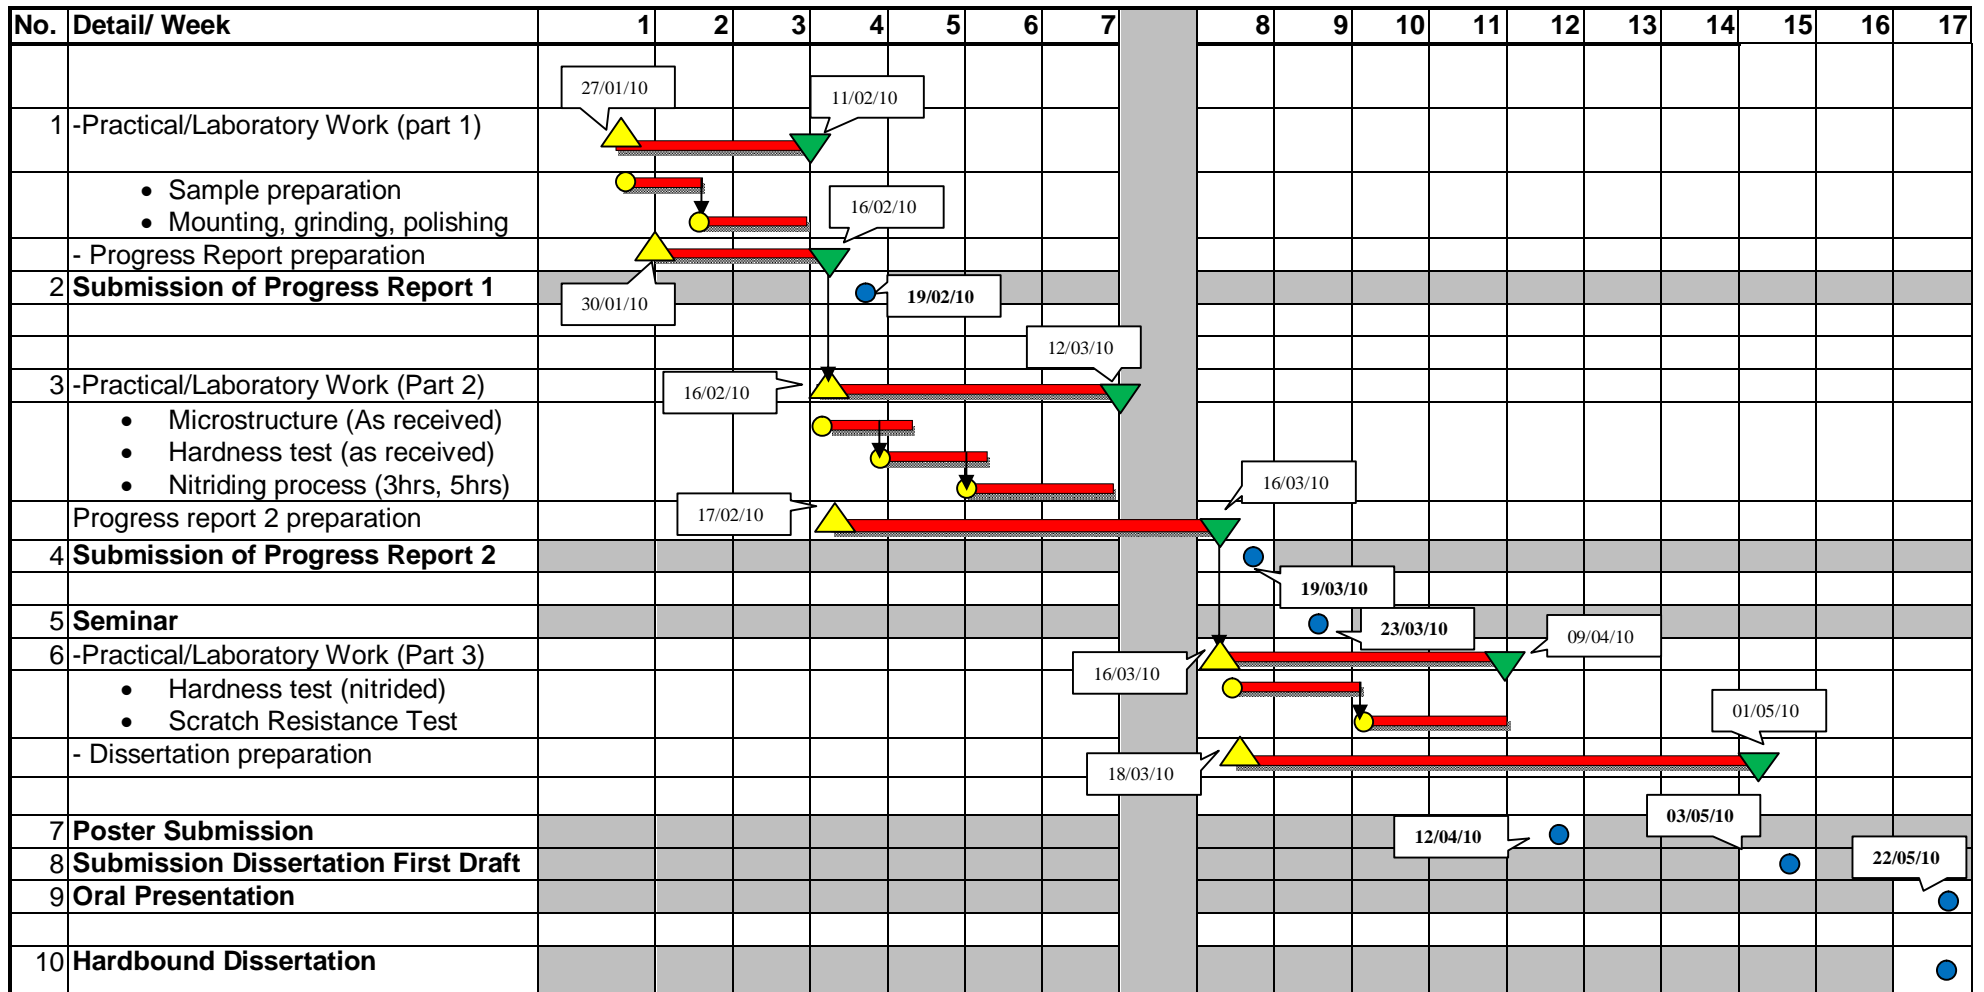 No. Detail/ Week 1 2 3 4 5 6 7 8 9 10 11 12 13 14 15 16 17
27/01/10
11/02/10
1 -Practical/Laboratory Work (part 1)
• Sample preparation
16/02/10
• Mounting, grinding, polishing
- Progress Report preparation
2 Submission of Progress Report 1
19/02/10
30/01/10
12/03/10
3 -Practical/Laboratory Work (Part 2)
16/02/10
• Microstructure (As received)
• Hardness test (as received)
• Nitriding process (3hrs, 5hrs)
16/03/10
17/02/10
Progress report 2 preparation
4 Submission of Progress Report 2
19/03/10
5 Seminar
23/03/10
09/04/10
6 -Practical/Laboratory Work (Part 3)
16/03/10
• Hardness test (nitrided)
• Scratch Resistance Test
01/05/10
- Dissertation preparation
18/03/10
03/05/10
7 Poster Submission
12/04/10
8 Submission Dissertation First Draft
22/05/10
9 Oral Presentation
10 Hardbound Dissertation